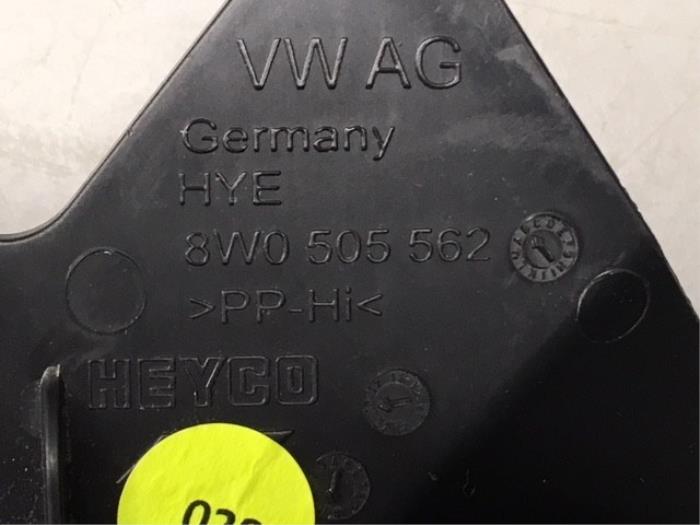 VW AG
Germany
HYE
8W0 505 562
>PP-Hi<
HEYCO